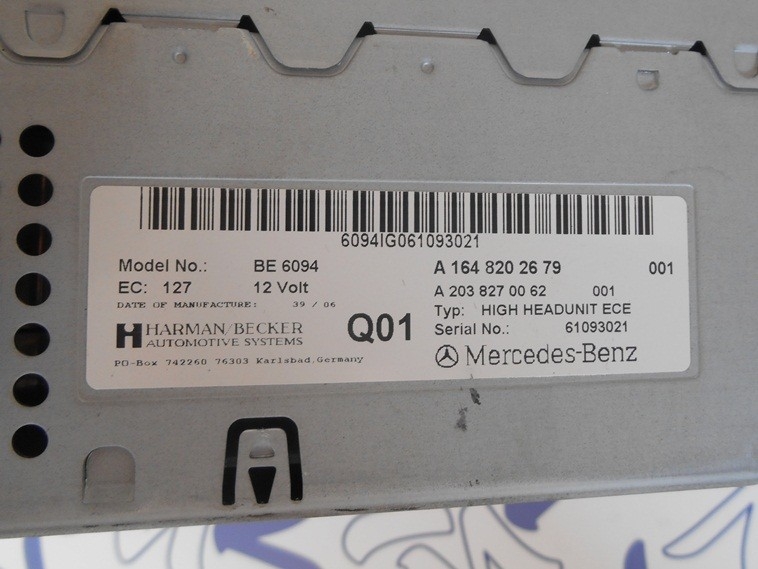 6094IG061093021
Model No.: BE 6094
EC: 127 12 Volt
DATE OF MANUFACTURE: 39 / 06
HARMAN/BECKER
AUTOMOTIVE SYSTEMS
PO-Box 742260 76303 Karlsbad,Germany
Q01
A 164 820 26 79 001
A 203 827 00 62 001
Typ: HIGH HEADUNIT ECE
Serial No.: 61093021
Mercedes-Benz